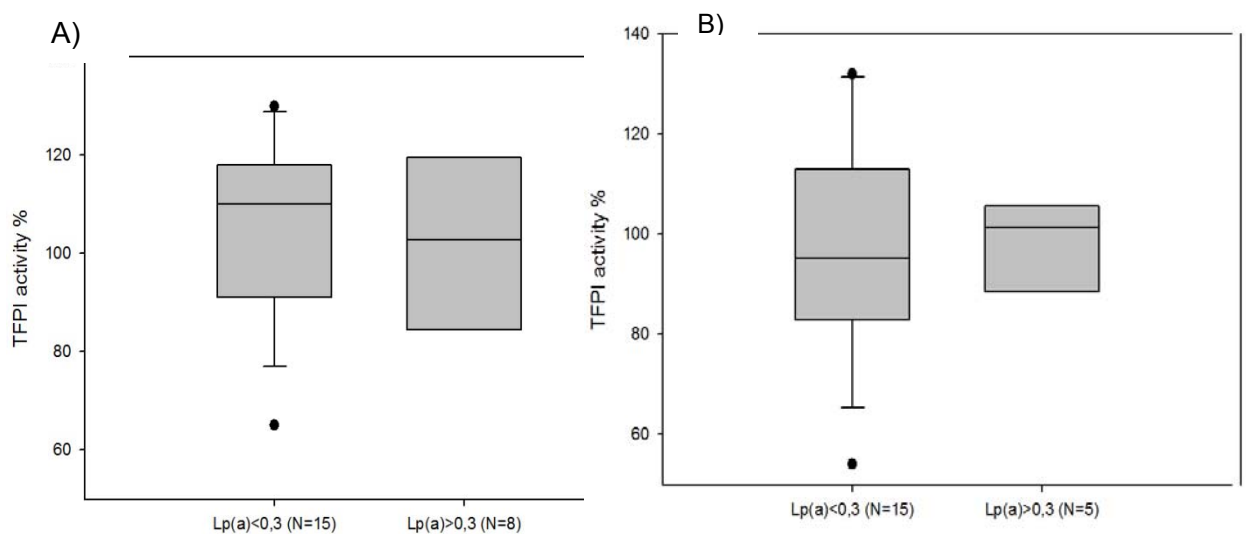 A)
TFPI activity %
120
100
80
60
Lp(a)<0,3 (N=15)
Lp(a)>0,3 (N=8)
B)
TFPI activity %
140
120
100
80
60
Lp(a)<0,3 (N=15)
Lp(a)>0,3 (N=5)